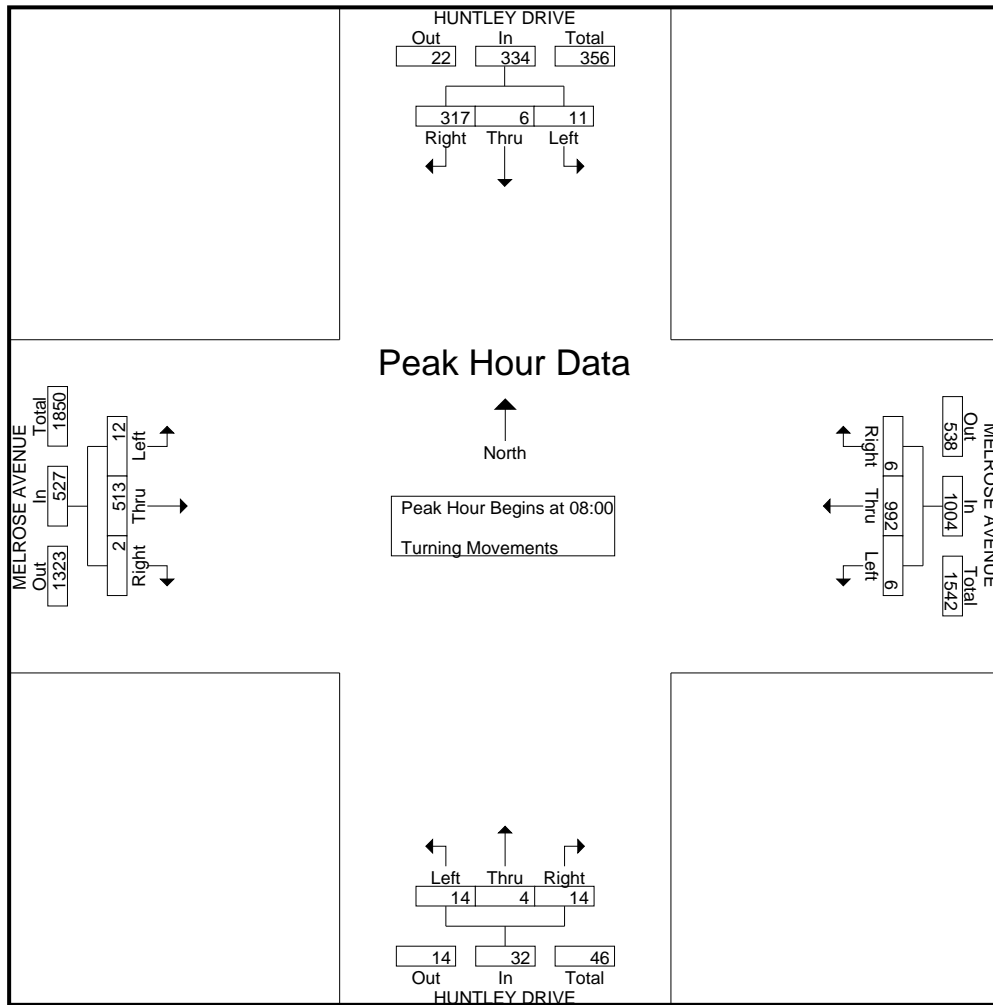 HUNTLEY DRIVE
Out In Total
22 334 356
317 6 11
Right Thru Left
Peak Hour Data
North
Peak Hour Begins at 08:00
Turning Movements
MELROSE AVENUE
Total In Out
1850 527 1323
12 513 2
Left Thru Right
MELROSE AVENUE
Out In Total
538 1004 1542
6 992 6
Right Thru Left
Left Thru Right
14 4 14
14 32 46
Out In Total
HUNTLEY DRIVE